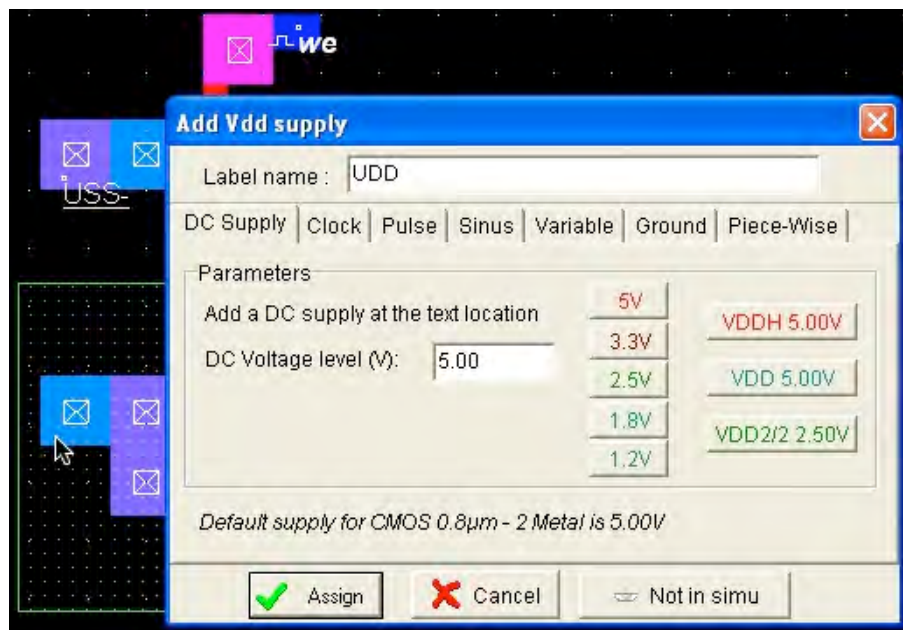 we
Add Vdd supply
USS-
Label name : UDD
DC Supply Clock Pulse Sinus Variable Ground Piece-Wise
Parameters
Add a DC supply at the text location
DC Voltage level (V): 5.00
5V
3.3V
2.5V
1.8V
1.2V
VDDH 5.00V
VDD 5.00V
VDD2/2 2.50V
Default supply for CMOS 0.8µm - 2 Metal is 5.00V
Assign Cancel Not in simu